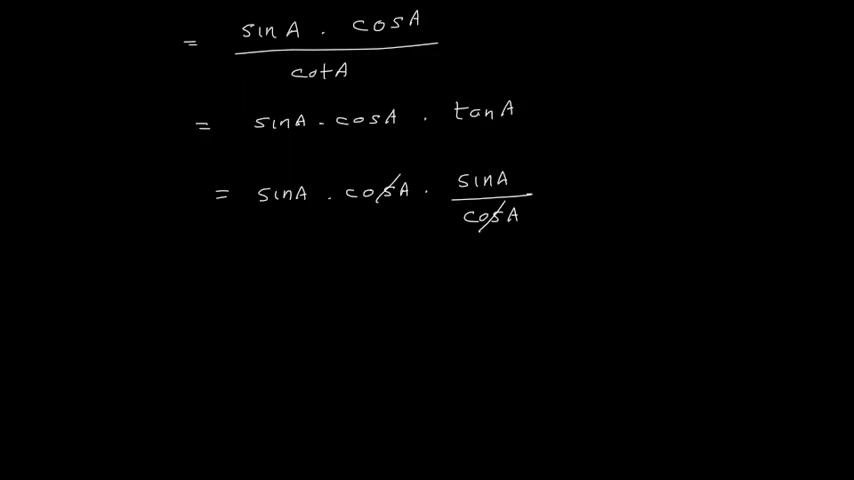 = sinA . cosA / cotA
= sinA . cosA . tanA
= sinA . cosA . sinA / cosA